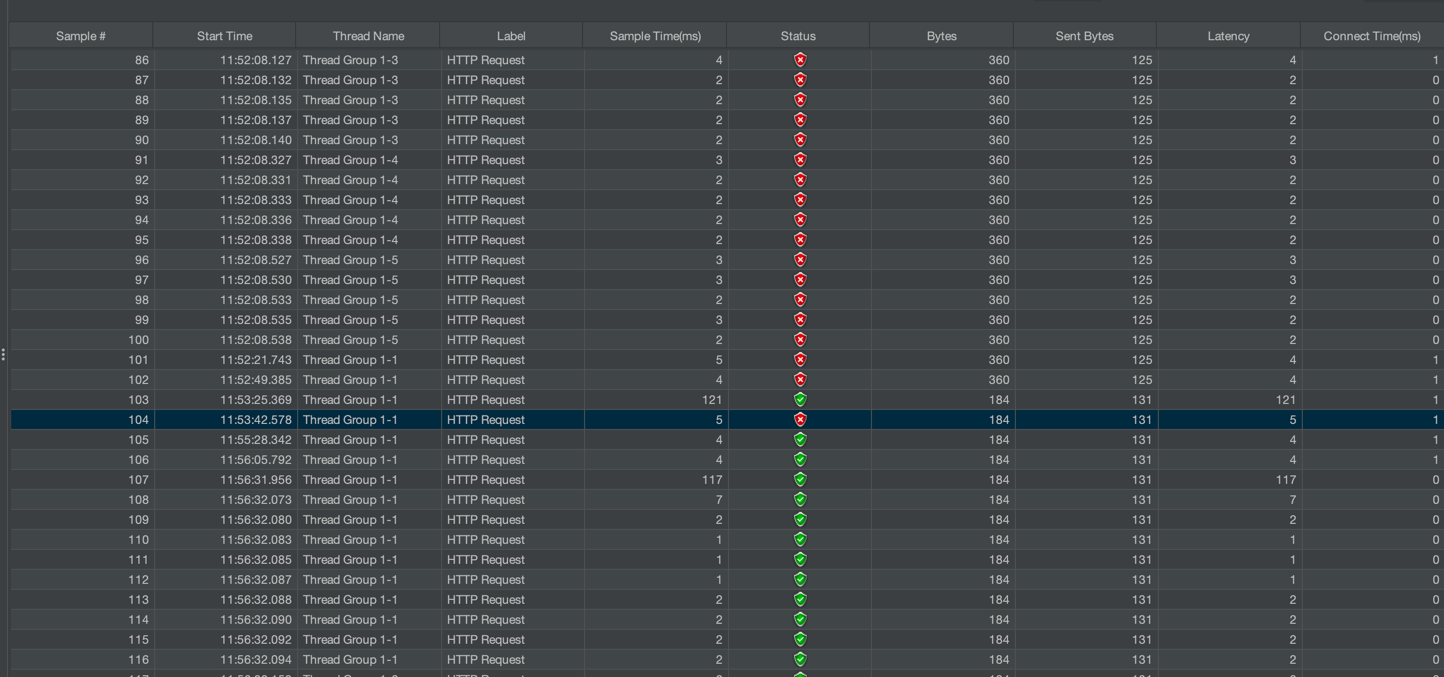 Sample # Start Time Thread Name Label Sample Time(ms) Status Bytes Sent Bytes Latency Connect Time(ms)
86 11:52:08.127 Thread Group 1-3 HTTP Request 4 360 125 4 1
87 11:52:08.132 Thread Group 1-3 HTTP Request 2 360 125 2 0
88 11:52:08.135 Thread Group 1-3 HTTP Request 2 360 125 2 0
89 11:52:08.137 Thread Group 1-3 HTTP Request 2 360 125 2 0
90 11:52:08.140 Thread Group 1-3 HTTP Request 2 360 125 2 0
91 11:52:08.327 Thread Group 1-4 HTTP Request 3 360 125 3 0
92 11:52:08.331 Thread Group 1-4 HTTP Request 2 360 125 2 0
93 11:52:08.333 Thread Group 1-4 HTTP Request 2 360 125 2 0
94 11:52:08.336 Thread Group 1-4 HTTP Request 2 360 125 2 0
95 11:52:08.338 Thread Group 1-4 HTTP Request 2 360 125 2 0
96 11:52:08.527 Thread Group 1-5 HTTP Request 3 360 125 3 0
97 11:52:08.530 Thread Group 1-5 HTTP Request 3 360 125 3 0
98 11:52:08.533 Thread Group 1-5 HTTP Request 2 360 125 2 0
99 11:52:08.535 Thread Group 1-5 HTTP Request 3 360 125 2 0
100 11:52:08.538 Thread Group 1-5 HTTP Request 2 360 125 2 0
101 11:52:21.743 Thread Group 1-1 HTTP Request 5 360 125 4 1
102 11:52:49.385 Thread Group 1-1 HTTP Request 4 360 125 4 1
103 11:53:25.369 Thread Group 1-1 HTTP Request 121 184 131 121 1
104 11:53:42.578 Thread Group 1-1 HTTP Request 5 184 131 5 1
105 11:55:28.342 Thread Group 1-1 HTTP Request 4 184 131 4 1
106 11:56:05.792 Thread Group 1-1 HTTP Request 4 184 131 4 1
107 11:56:31.956 Thread Group 1-1 HTTP Request 117 184 131 117 0
108 11:56:32.073 Thread Group 1-1 HTTP Request 7 184 131 7 0
109 11:56:32.080 Thread Group 1-1 HTTP Request 2 184 131 2 0
110 11:56:32.083 Thread Group 1-1 HTTP Request 1 184 131 1 0
111 11:56:32.085 Thread Group 1-1 HTTP Request 1 184 131 1 0
112 11:56:32.087 Thread Group 1-1 HTTP Request 1 184 131 1 0
113 11:56:32.088 Thread Group 1-1 HTTP Request 2 184 131 2 0
114 11:56:32.090 Thread Group 1-1 HTTP Request 2 184 131 2 0
115 11:56:32.092 Thread Group 1-1 HTTP Request 2 184 131 2 0
116 11:56:32.094 Thread Group 1-1 HTTP Request 2 184 131 2 0